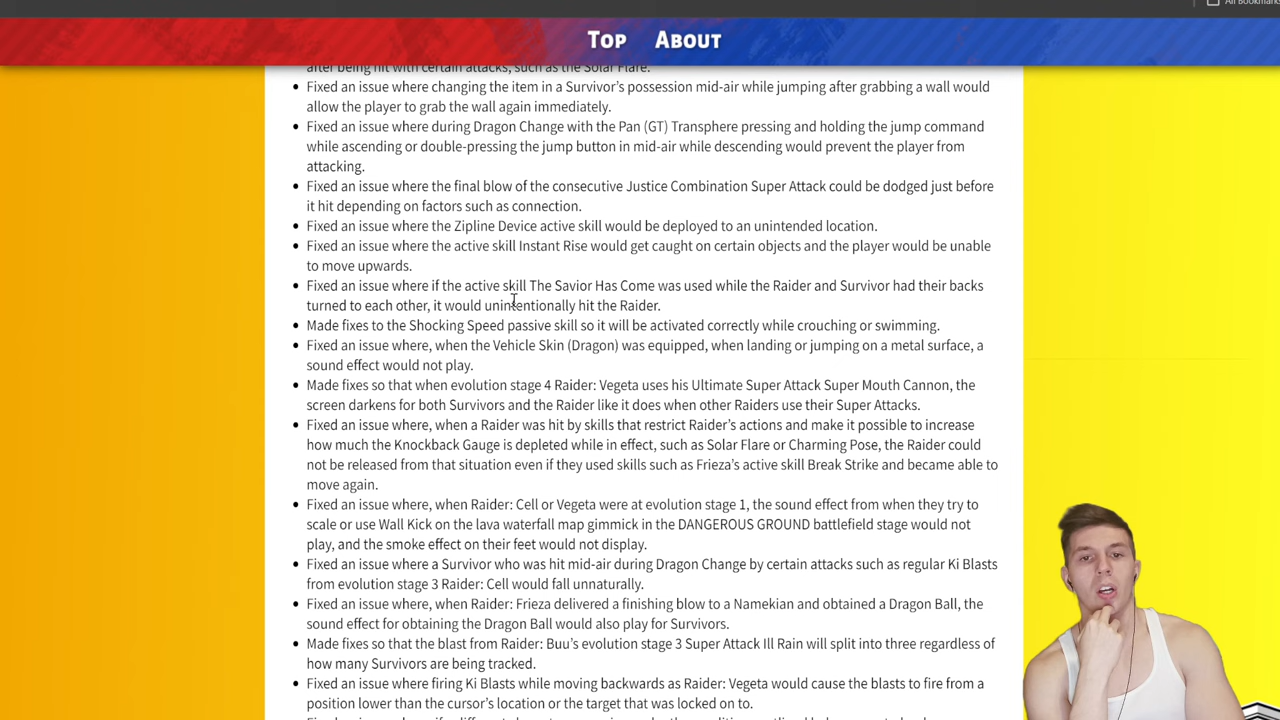 All Bookmarks
Top About
after being hit with certain attacks, such as the Solar Flare.
Fixed an issue where changing the item in a Survivor's possession mid-air while jumping after grabbing a wall would
allow the player to grab the wall again immediately.
Fixed an issue where during Dragon Change with the Pan (GT) Transphere pressing and holding the jump command
while ascending or double-pressing the jump button in mid-air while descending would prevent the player from
attacking.
Fixed an issue where the final blow of the consecutive Justice Combination Super Attack could be dodged just before
it hit depending on factors such as connection.
Fixed an issue where the Zipline Device active skill would be deployed to an unintended location.
Fixed an issue where the active skill Instant Rise would get caught on certain objects and the player would be unable
to move upwards.
Fixed an issue where if the active skill The Savior Has Come was used while the Raider and Survivor had their backs
turned to each other, it would unintentionally hit the Raider.
Made fixes to the Shocking Speed passive skill so it will be activated correctly while crouching or swimming.
Fixed an issue where, when the Vehicle Skin (Dragon) was equipped, when landing or jumping on a metal surface, a
sound effect would not play.
Made fixes so that when evolution stage 4 Raider: Vegeta uses his Ultimate Super Attack Super Mouth Cannon, the
screen darkens for both Survivors and the Raider like it does when other Raiders use their Super Attacks.
Fixed an issue where, when a Raider was hit by skills that restrict Raider's actions and make it possible to increase
how much the Knockback Gauge is depleted while in effect, such as Solar Flare or Charming Pose, the Raider could
not be released from that situation even if they used skills such as Frieza's active skill Break Strike and became able to
move again.
Fixed an issue where, when Raider: Cell or Vegeta were at evolution stage 1, the sound effect from when they try to
scale or use Wall Kick on the lava waterfall map gimmick in the DANGEROUS GROUND battlefield stage would not
play, and the smoke effect on their feet would not display.
Fixed an issue where a Survivor who was hit mid-air during Dragon Change by certain attacks such as regular Ki Blasts
from evolution stage 3 Raider: Cell would fall unnaturally.
Fixed an issue where, when Raider: Frieza delivered a finishing blow to a Namekian and obtained a Dragon Ball, the
sound effect for obtaining the Dragon Ball would also play for Survivors.
Made fixes so that the blast from Raider: Buu's evolution stage 3 Super Attack Ill Rain will split into three regardless of
how many Survivors are being tracked.
Fixed an issue where firing Ki Blasts while moving backwards as Raider: Vegeta would cause the blasts to fire from a
position lower than the cursor's location or the target that was locked on to.